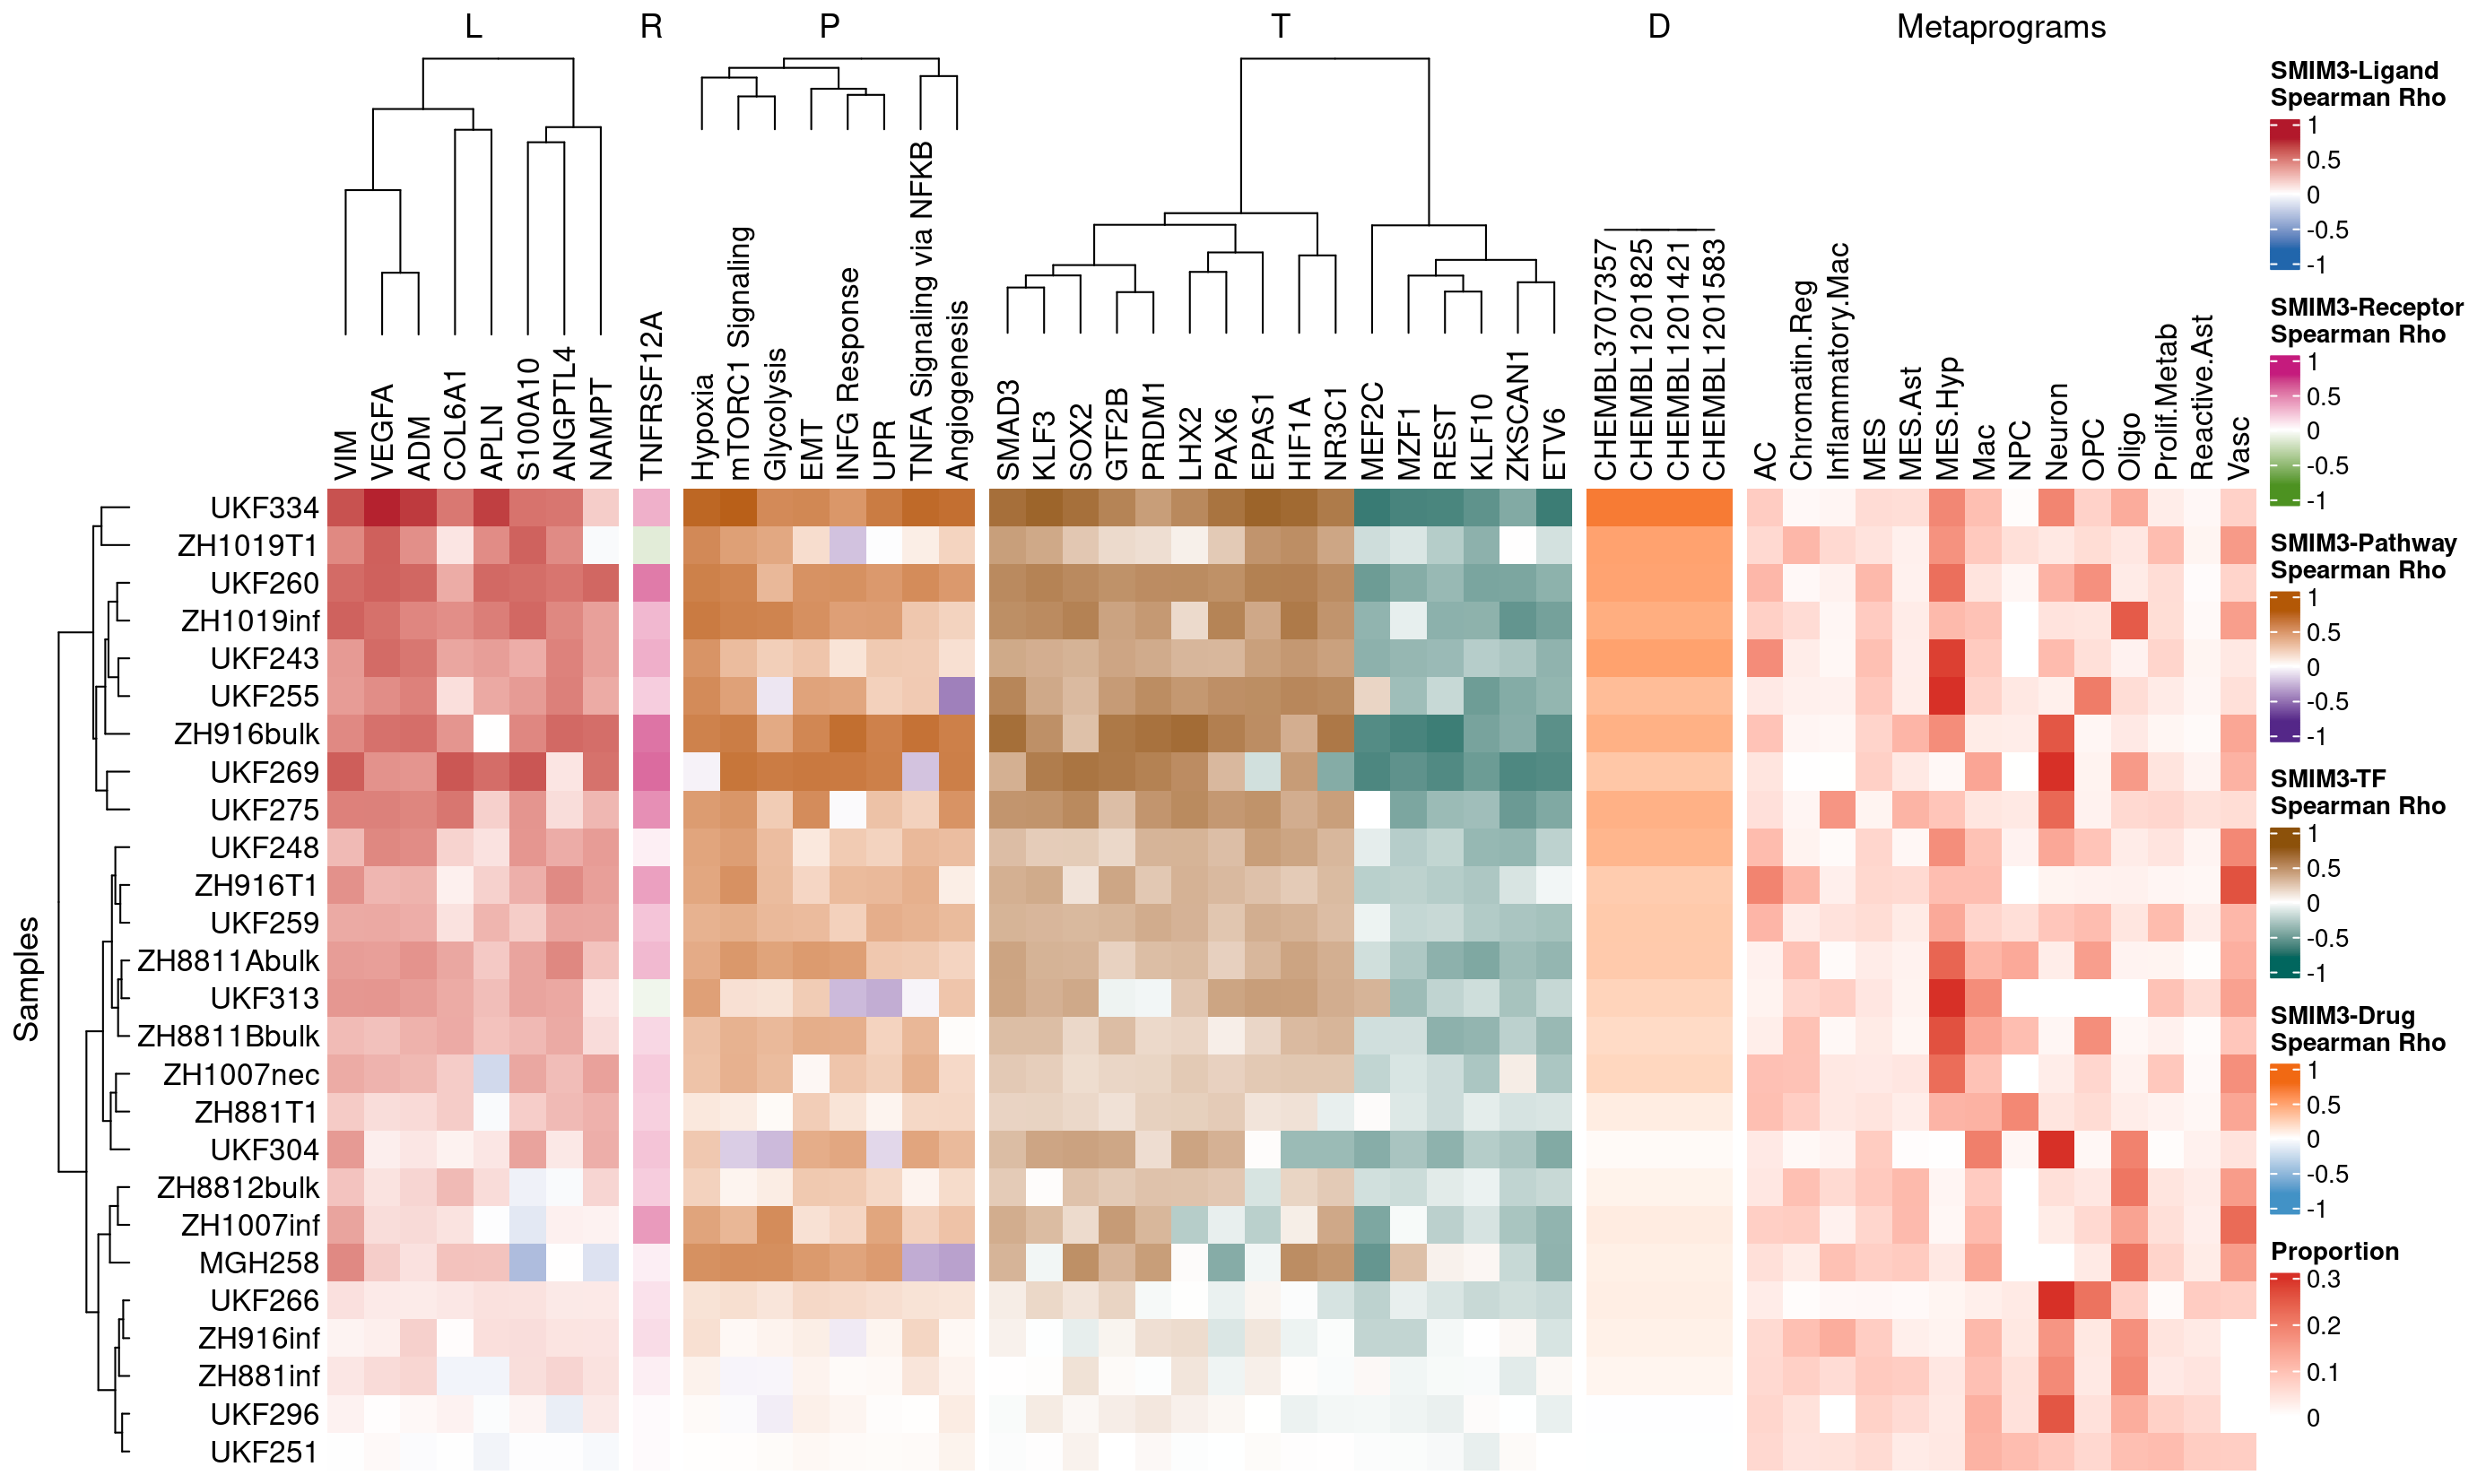 L R P T D Metaprograms
VIM
VEGFA
ADM
COL6A1
APLN
S100A10
ANGPTL4
NAMPT
TNFRSF12A
Hypoxia
mTORC1 Signaling
Glycolysis
EMT
INFG Response
UPR
TNFA Signaling via NFKB
Angiogenesis
SMAD3
KLF3
SOX2
GTF2B
PRDM1
LHX2
PAX6
EPAS1
HIF1A
NR3C1
MEF2C
MZF1
REST
KLF10
ZKSCAN1
ETV6
CHEMBL3707357
CHEMBL1201825
CHEMBL1201421
CHEMBL1201583
AC
Chromatin.Reg
Inflammatory.Mac
MES
MES.Ast
MES.Hyp
Mac
NPC
Neuron
OPC
Oligo
Prolif.Metab
Reactive.Ast
Vasc
Samples
UKF334
ZH1019T1
UKF260
ZH1019inf
UKF243
UKF255
ZH916bulk
UKF269
UKF275
UKF248
ZH916T1
UKF259
ZH8811Abulk
UKF313
ZH8811Bbulk
ZH1007nec
ZH881T1
UKF304
ZH8812bulk
ZH1007inf
MGH258
UKF266
ZH916inf
ZH881inf
UKF296
UKF251
SMIM3-Ligand
Spearman Rho
1
0.5
0
-0.5
-1
SMIM3-Receptor
Spearman Rho
1
0.5
0
-0.5
-1
SMIM3-Pathway
Spearman Rho
1
0.5
0
-0.5
-1
SMIM3-TF
Spearman Rho
1
0.5
0
-0.5
-1
SMIM3-Drug
Spearman Rho
1
0.5
0
-0.5
-1
Proportion
0.3
0.2
0.1
0